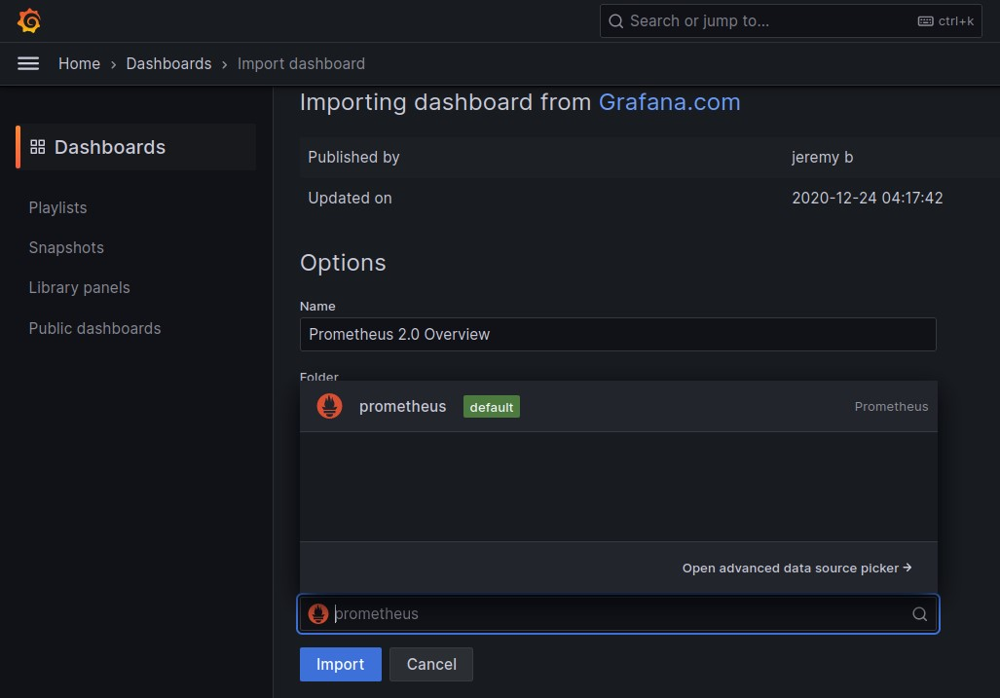 Search or jump to... ctrl+k
Home › Dashboards › Import dashboard
Dashboards
Playlists
Snapshots
Library panels
Public dashboards
Importing dashboard from Grafana.com
Published by jeremy b
Updated on 2020-12-24 04:17:42
Options
Name
Prometheus 2.0 Overview
Folder
prometheus default Prometheus
Open advanced data source picker →
prometheus
Import Cancel